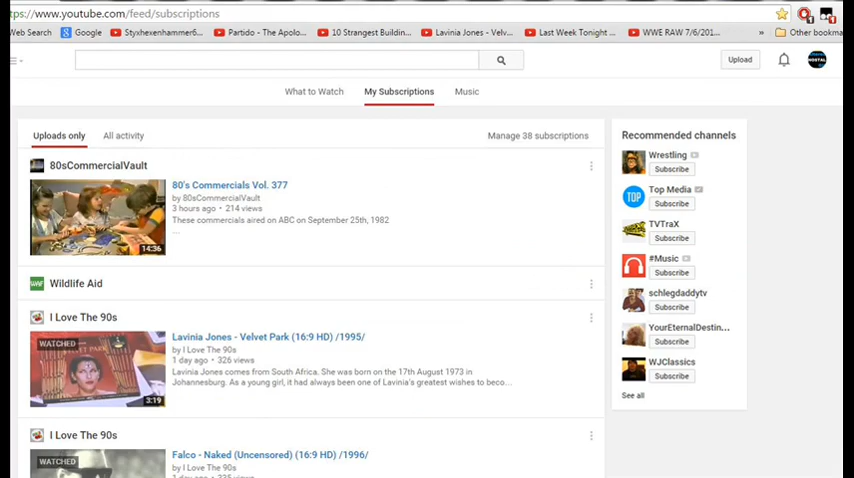 ps://www.youtube.com/feed/subscriptions
Web Search Google Styxhexenhammer6... Partido - The Apolo... 10 Strangest Buildin... Lavinia Jones - Velv... Last Week Tonight ... WWE RAW 7/6/201... » Other bookma
Upload
What to Watch My Subscriptions Music
Uploads only All activity Manage 38 subscriptions
80sCommercialVault
80's Commercials Vol. 377
by 80sCommercialVault
3 hours ago • 214 views
These commercials aired on ABC on September 25th, 1982
...
14:36
Wildlife Aid
I Love The 90s
WATCHED
3:19
Lavinia Jones - Velvet Park (16:9 HD) /1995/
by I Love The 90s
1 day ago • 326 views
Lavinia Jones comes from South Africa. She was born on the 17th August 1973 in
Johannesburg. As a young girl, it had always been one of Lavinia's greatest wishes to beco...
I Love The 90s
WATCHED
Falco - Naked (Uncensored) (16:9 HD) /1996/
by I Love The 90s
1 day ago • 335 views
Recommended channels
Wrestling
Subscribe
TOP
Top Media
Subscribe
TVTraX
Subscribe
#Music
Subscribe
schlegdaddytv
Subscribe
YourEternalDestin...
Subscribe
WJClassics
Subscribe
See all